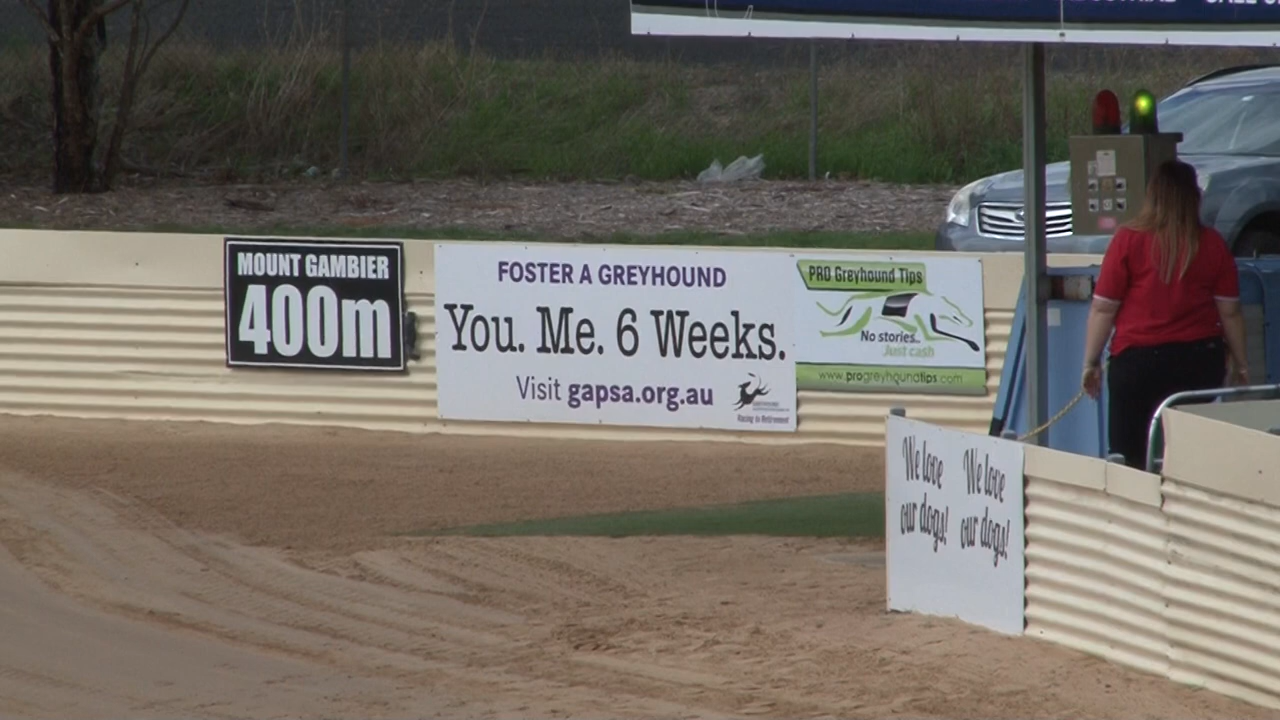 MOUNT GAMBIER
400m
FOSTER A GREYHOUND
You. Me. 6 Weeks.
Visit gapsa.org.au
Racing to Retirement
PRO Greyhound Tips
No stories..
Just cash
www.progreyhoundtips.com
We love
our dogs!
We love
our dogs!